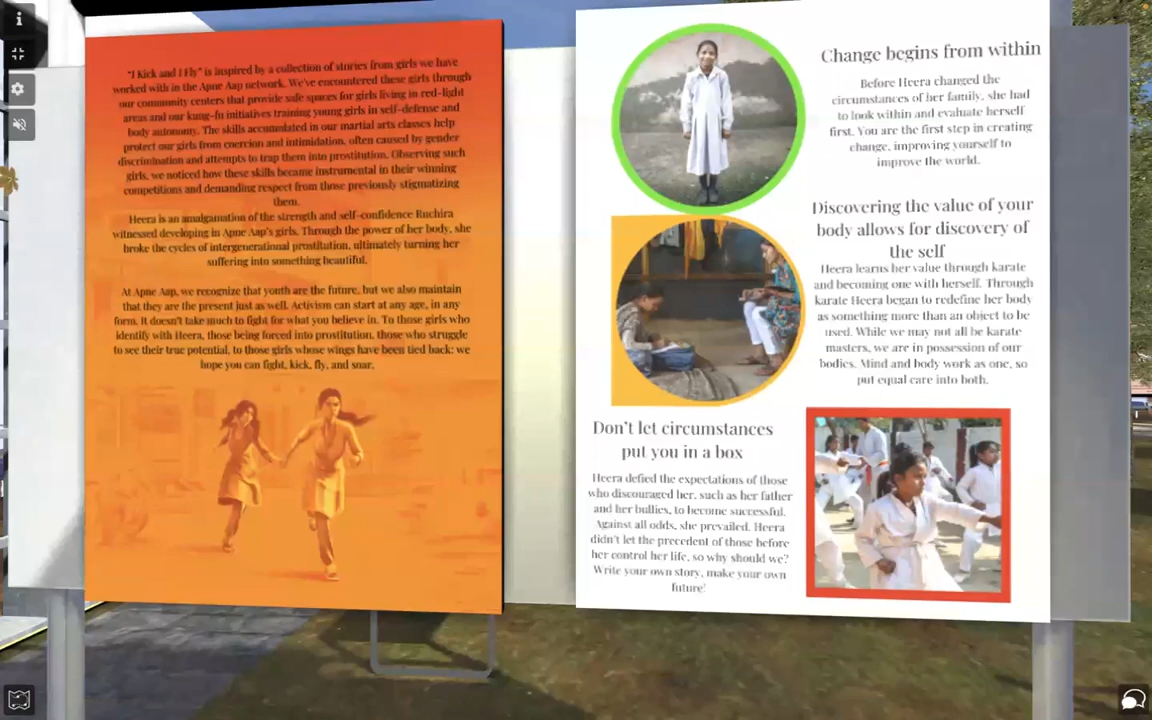 "I Kick and I Fly" is inspired by a collection of stories from girls we have
worked with in the Apne Aap network. We've encountered these girls through
our community centers that provide safe spaces for girls living in red-light
areas and our kung-fu initiatives training young girls in self-defense and
body autonomy. The skills accumulated in our martial arts classes help
protect our girls from coercion and intimidation, often caused by gender
discrimination and attempts to trap them into prostitution. Observing such
girls, we noticed how these skills became instrumental in their winning
competitions and demanding respect from those previously stigmatizing
them.
Heera is an amalgamation of the strength and self-confidence Ruchira
witnessed developing in Apne Aap's girls. Through the power of her body, she
broke the cycles of intergenerational prostitution, ultimately turning her
suffering into something beautiful.
At Apne Aap, we recognize that youth are the future, but we also maintain
that they are the present just as well. Activism can start at any age, in any
form. It doesn't take much to fight for what you believe in. To those girls who
identify with Heera, those being forced into prostitution, those who struggle
to see their true potential, to those girls whose wings have been tied back: we
hope you can fight, kick, fly, and soar.
Change begins from within
Before Heera changed the
circumstances of her family, she had
to look within and evaluate herself
first. You are the first step in creating
change, improving yourself to
improve the world.
Discovering the value of your
body allows for discovery of
the self
Heera learns her value through karate
and becoming one with herself. Through
karate Heera began to redefine her body
as something more than an object to be
used. While we may not all be karate
masters, we are in possession of our
bodies. Mind and body work as one, so
put equal care into both.
Don't let circumstances
put you in a box
Heera defied the expectations of those
who discouraged her, such as her father
and her bullies, to become successful.
Against all odds, she prevailed. Heera
didn't let the precedent of those before
her control her life, so why should we?
Write your own story, make your own
future!